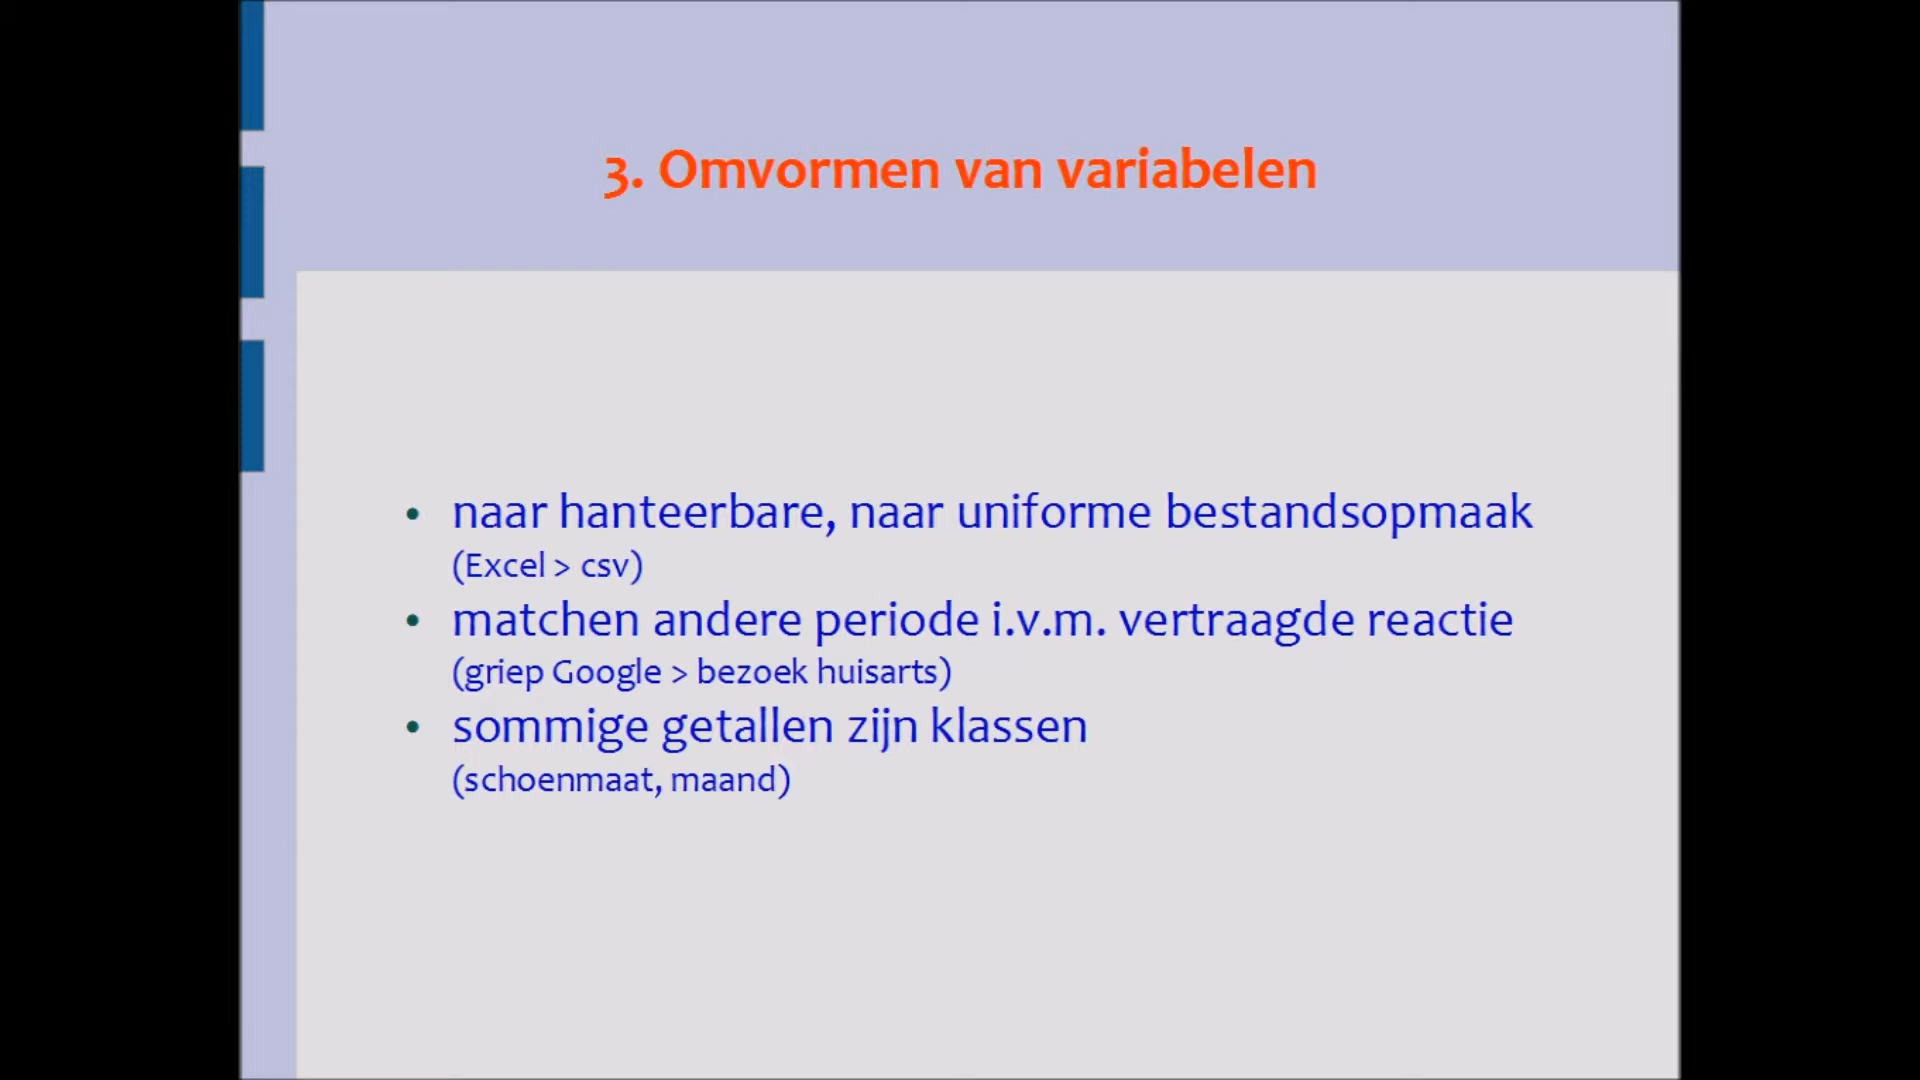 3. Omvormen van variabelen
• naar hanteerbare, naar uniforme bestandsopmaak
(Excel > csv)
• matchen andere periode i.v.m. vertraagde reactie
(griep Google > bezoek huisarts)
• sommige getallen zijn klassen
(schoenmaat, maand)